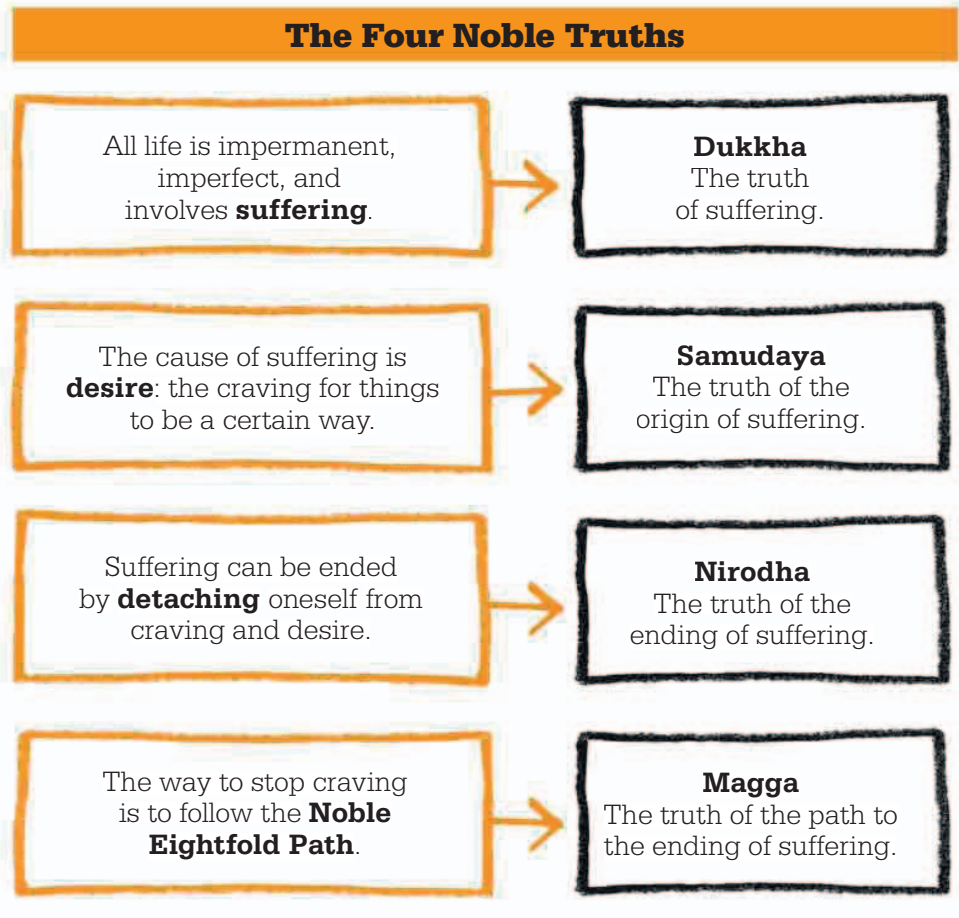 The Four Noble Truths
All life is impermanent,
imperfect, and
involves suffering.
Dukkha
The truth
of suffering.
The cause of suffering is
desire: the craving for things
to be a certain way.
Samudaya
The truth of the
origin of suffering.
Suffering can be ended
by detaching oneself from
craving and desire.
Nirodha
The truth of the
ending of suffering.
The way to stop craving
is to follow the Noble
Eightfold Path.
Magga
The truth of the path to
the ending of suffering.